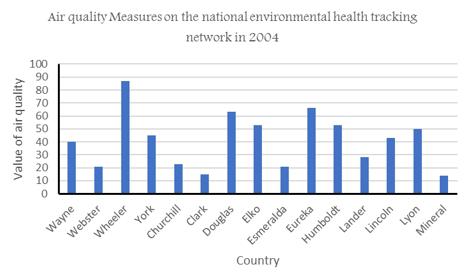 Air quality Measures on the national environmental health tracking
network in 2004
Value of air quality
100
90
80
70
60
50
40
30
20
10
0
Wayne
Webster
Wheeler
York
Churchill
Clark
Douglas
Elko
Esmeralda
Eureka
Humboldt
Lander
Lincoln
Lyon
Mineral
Country